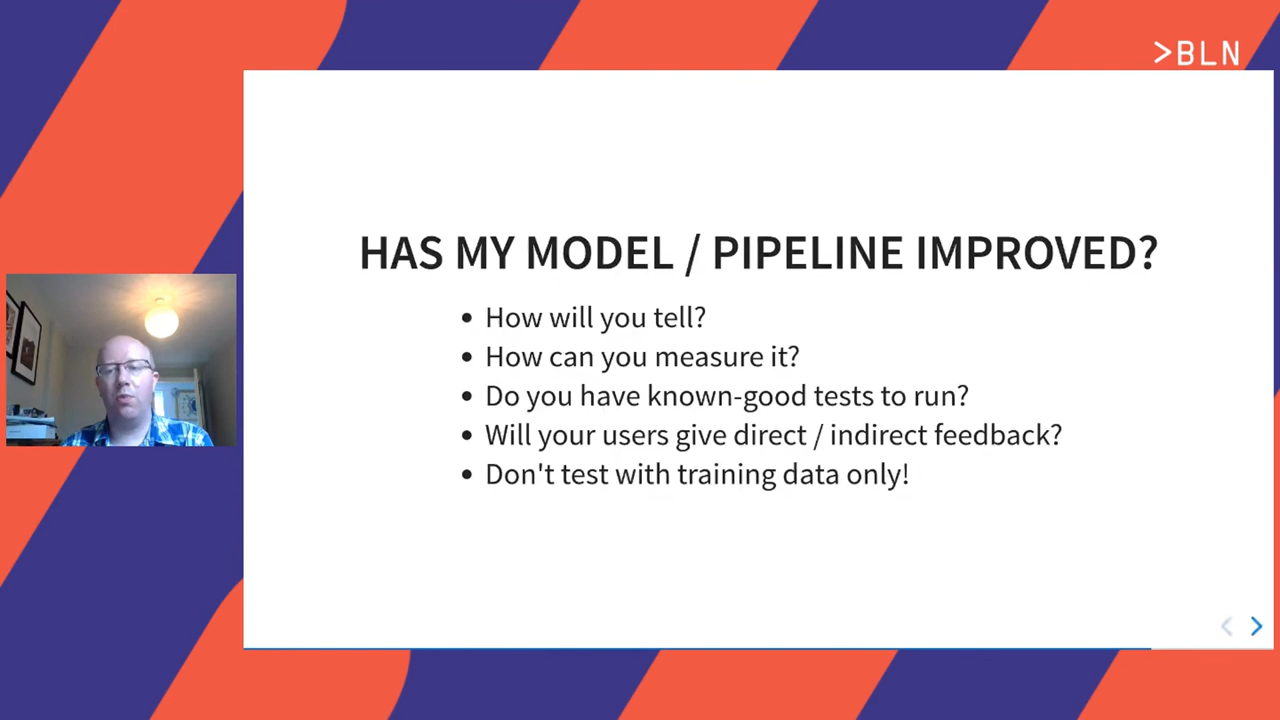 >BLN
HAS MY MODEL / PIPELINE IMPROVED?
• How will you tell?
• How can you measure it?
• Do you have known-good tests to run?
• Will your users give direct / indirect feedback?
• Don't test with training data only!